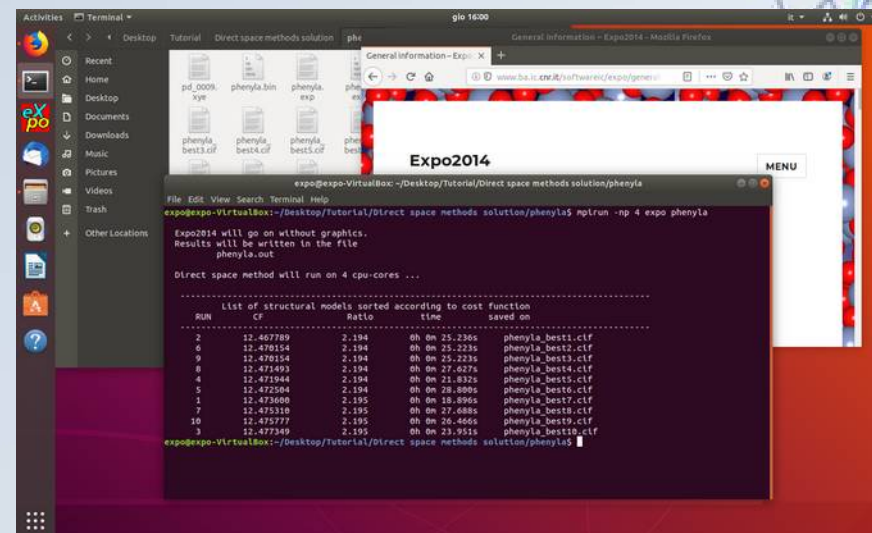 Activities
Terminal
gio 16:00
it
Desktop
Tutorial
Direct space methods solution
phe
General information – Expo2014 – Mozilla Firefox
Recent
Home
Desktop
Documents
Downloads
Music
Pictures
Videos
Trash
+ Other Locations
pd_0009.
xye
phenyla.bin
phenyla.
exp
phenyla_
best3.cif
phenyla_
best4.cif
phenyla_
best5.cif
eXpo
General information – Expo
www.ba.ic.cnr.it/softwareic/expo/general
Expo2014
MENU
expo@expo-VirtualBox: ~/Desktop/Tutorial/Direct space methods solution/phenyla
File Edit View Search Terminal Help
expo@expo-VirtualBox:~/Desktop/Tutorial/Direct space methods solution/phenyla$ mpirun -np 4 expo phenyla
Expo2014 will go on without graphics.
Results will be written in the file
phenyla.out
Direct space method will run on 4 cpu-cores ...
List of structural models sorted according to cost function
RUN CF Ratio time saved on
2 12.467789 2.194 0h 0m 25.236s phenyla_best1.cif
6 12.470154 2.194 0h 0m 25.223s phenyla_best2.cif
9 12.470154 2.194 0h 0m 25.223s phenyla_best3.cif
8 12.471493 2.194 0h 0m 27.627s phenyla_best4.cif
4 12.471944 2.194 0h 0m 21.832s phenyla_best5.cif
5 12.472504 2.194 0h 0m 28.800s phenyla_best6.cif
1 12.473600 2.195 0h 0m 18.896s phenyla_best7.cif
7 12.475310 2.195 0h 0m 27.688s phenyla_best8.cif
10 12.475777 2.195 0h 0m 26.466s phenyla_best9.cif
3 12.477349 2.195 0h 0m 23.951s phenyla_best10.cif
expo@expo-VirtualBox:~/Desktop/Tutorial/Direct space methods solution/phenyla$